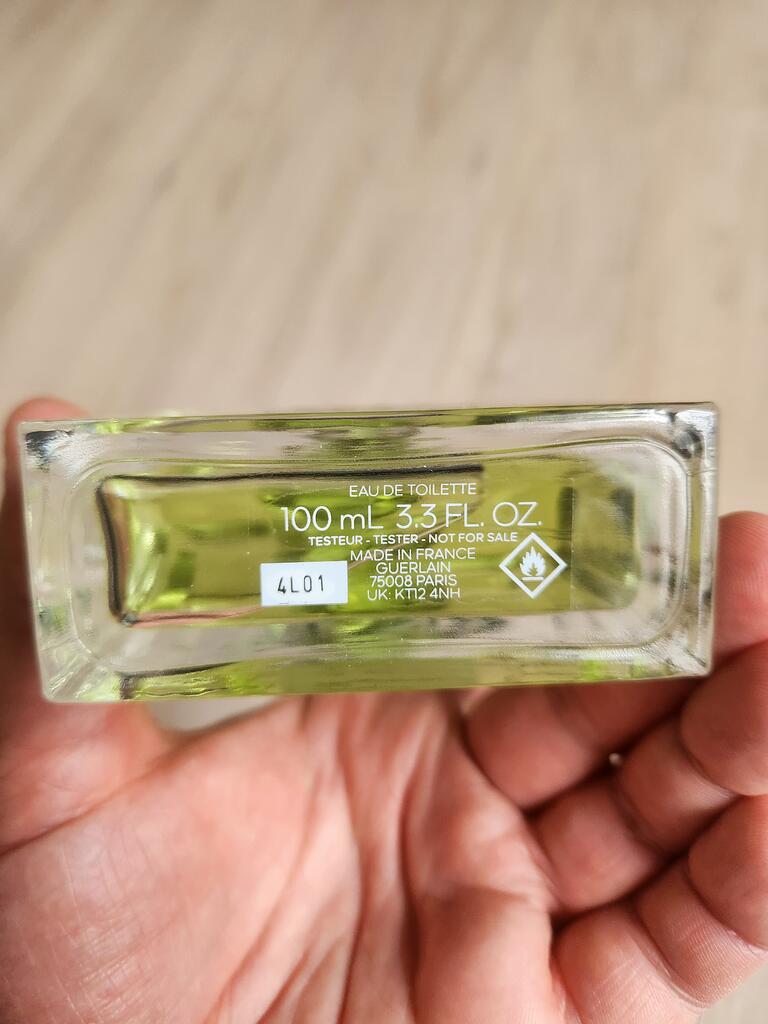 EAU DE TOILETTE
100 mL 3.3 FL. OZ.
TESTEUR - TESTER - NOT FOR SALE
MADE IN FRANCE
GUERLAIN
75008 PARIS
UK: KT12 4NH
4L01